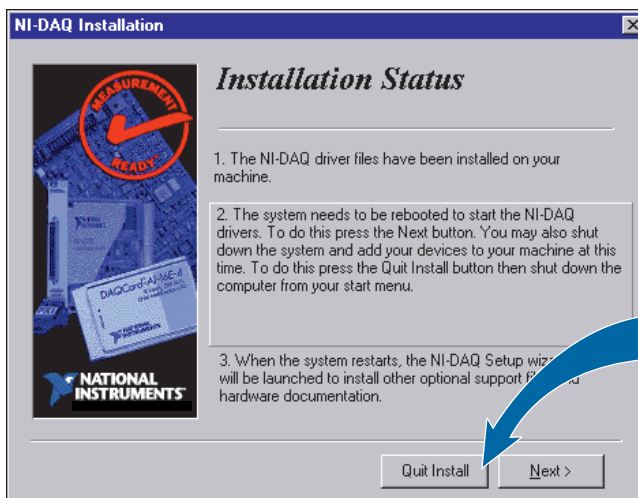 NI-DAQ Installation
MEASUREMENT
READY
DAQCard-AI-16E-4
NATIONAL
INSTRUMENTS
Installation Status
1. The NI-DAQ driver files have been installed on your
machine.
2. The system needs to be rebooted to start the NI-DAQ
drivers. To do this press the Next button. You may also shut
down the system and add your devices to your machine at this
time. To do this press the Quit Install button then shut down the
computer from your start menu.
3. When the system restarts, the NI-DAQ Setup
will be launched to install other optional support
hardware documentation.
Quit Install
Next >